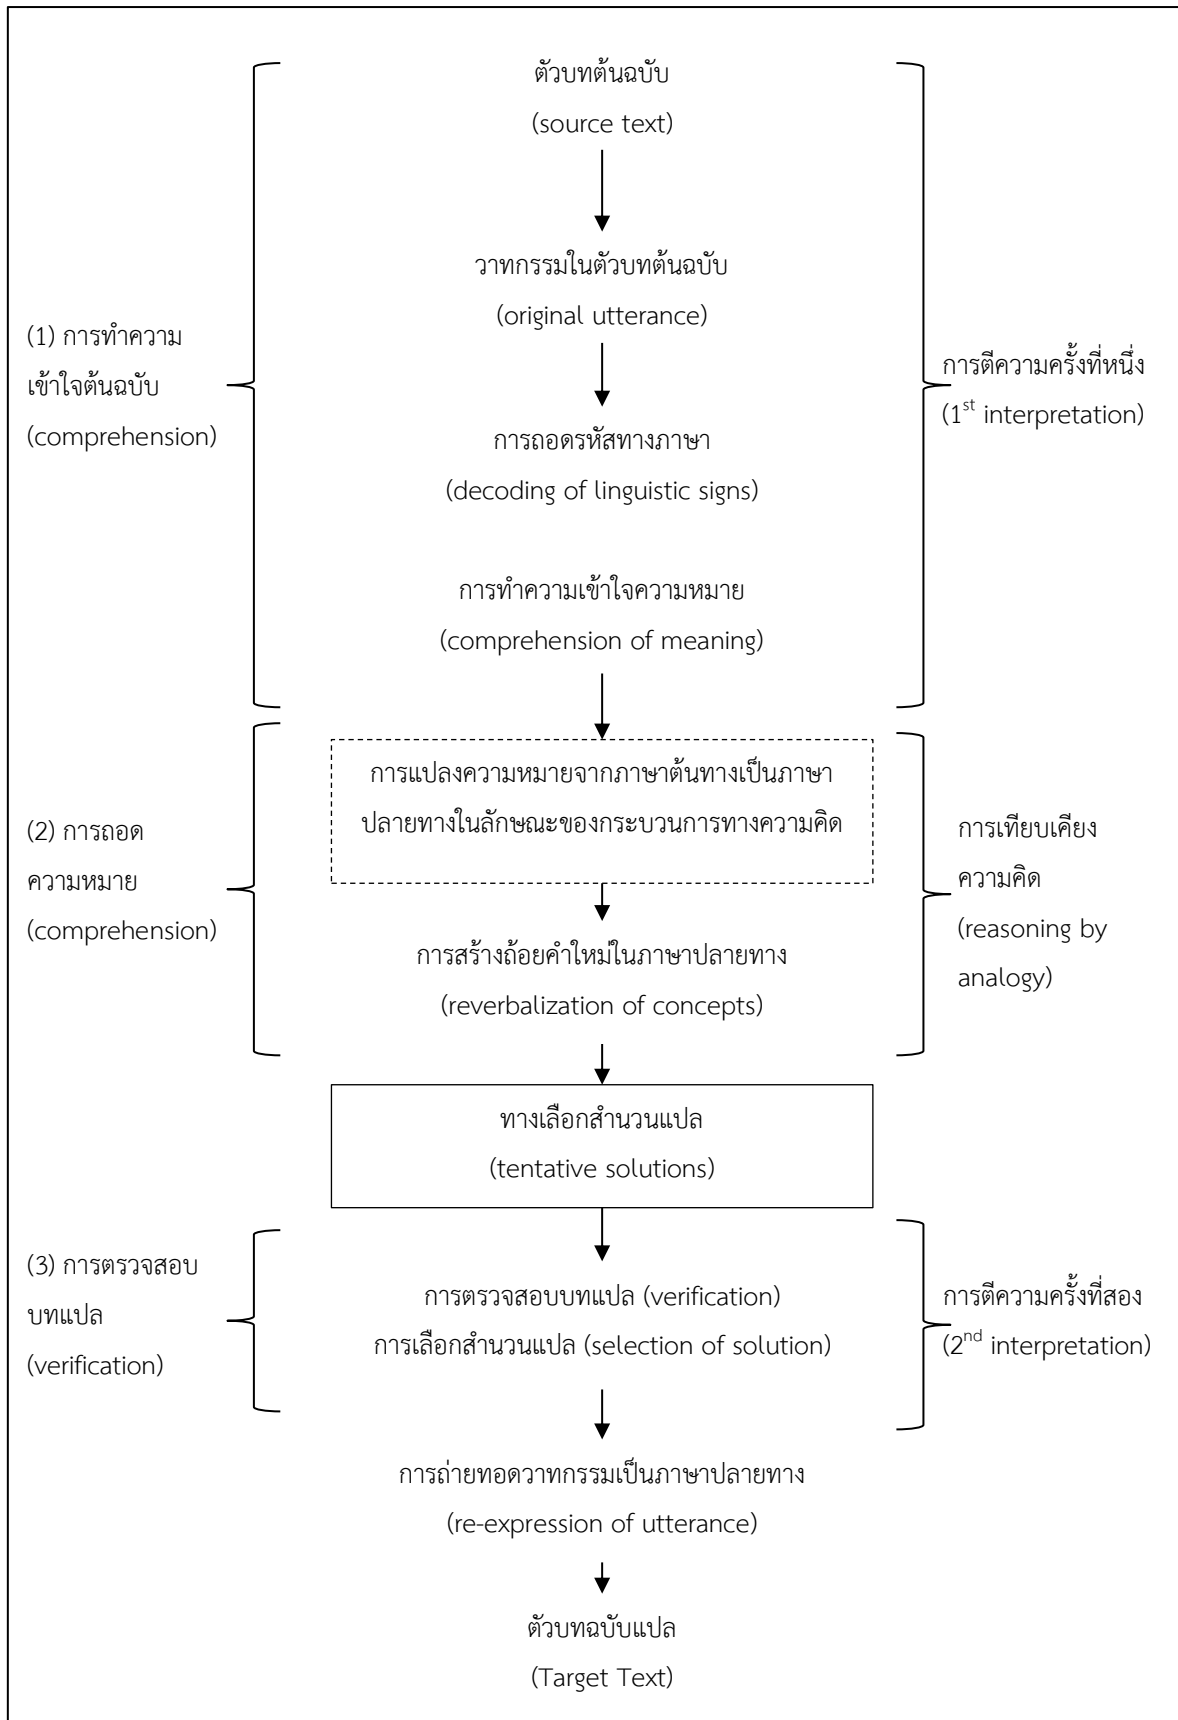 ตัวบทต้นฉบับ
(source text)
วาทกรรมในตัวบทต้นฉบับ
(original utterance)
(1) การทำความ
เข้าใจต้นฉบับ
(comprehension)
การตีความครั้งที่หนึ่ง
(1st interpretation)
การถอดรหัสทางภาษา
(decoding of linguistic signs)
การทำความเข้าใจความหมาย
(comprehension of meaning)
การแปลงความหมายจากภาษาต้นทางเป็นภาษา
ปลายทางในลักษณะของกระบวนการทางความคิด
(2) การถอด
ความหมาย
(comprehension)
การเทียบเคียง
ความคิด
(reasoning by
analogy)
การสร้างถ้อยคำใหม่ในภาษาปลายทาง
(reverbalization of concepts)
ทางเลือกสำนวนแปล
(tentative solutions)
(3) การตรวจสอบ
บทแปล
(verification)
การตรวจสอบบทแปล (verification)
การเลือกสำนวนแปล (selection of solution)
การตีความครั้งที่สอง
(2nd interpretation)
การถ่ายทอดวาทกรรมเป็นภาษาปลายทาง
(re-expression of utterance)
ตัวบทฉบับแปล
(Target Text)